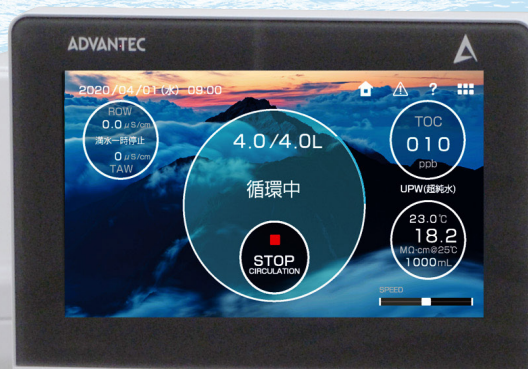 ADVANTEC
2020/04/01(水) 09:00
?
ROW
0.0 μS/cm
満水一時停止
0 μS/cm
TAW
4.0/4.0L
循環中
STOP
CIRCULATION
TOC
010
ppb
UPW(超純水)
23.0℃
18.2
MΩ·cm@25℃
1000mL
SPEED